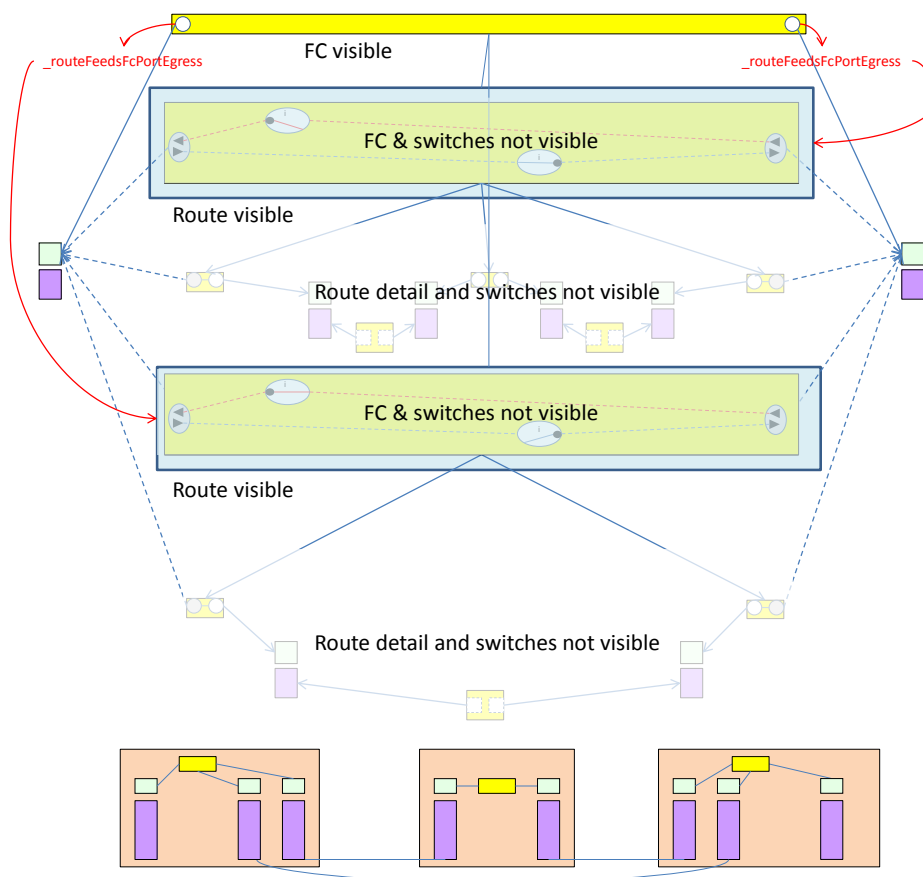 FC visible
_routeFeedsFcPortEgress
_routeFeedsFcPortEgress
FC & switches not visible
Route visible
Route detail and switches not visible
FC & switches not visible
Route visible
Route detail and switches not visible